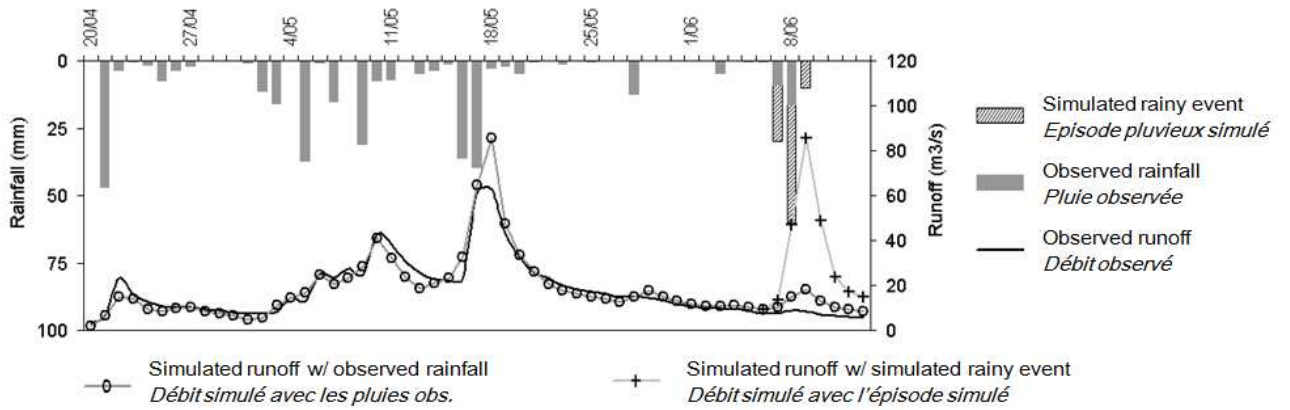 20/04 27/04 4/05 11/05 18/05 25/05 1/06 8/06
0 120
25 100
50 80
75 60
100 40
20
0
Rainfall (mm)
Runoff (m3/s)
Simulated rainy event
Episode pluvieux simulé
Observed rainfall
Pluie observée
Observed runoff
Débit observé
Simulated runoff w/ observed rainfall
Débit simulé avec les pluies obs.
Simulated runoff w/ simulated rainy event
Débit simulé avec l'épisode simulé